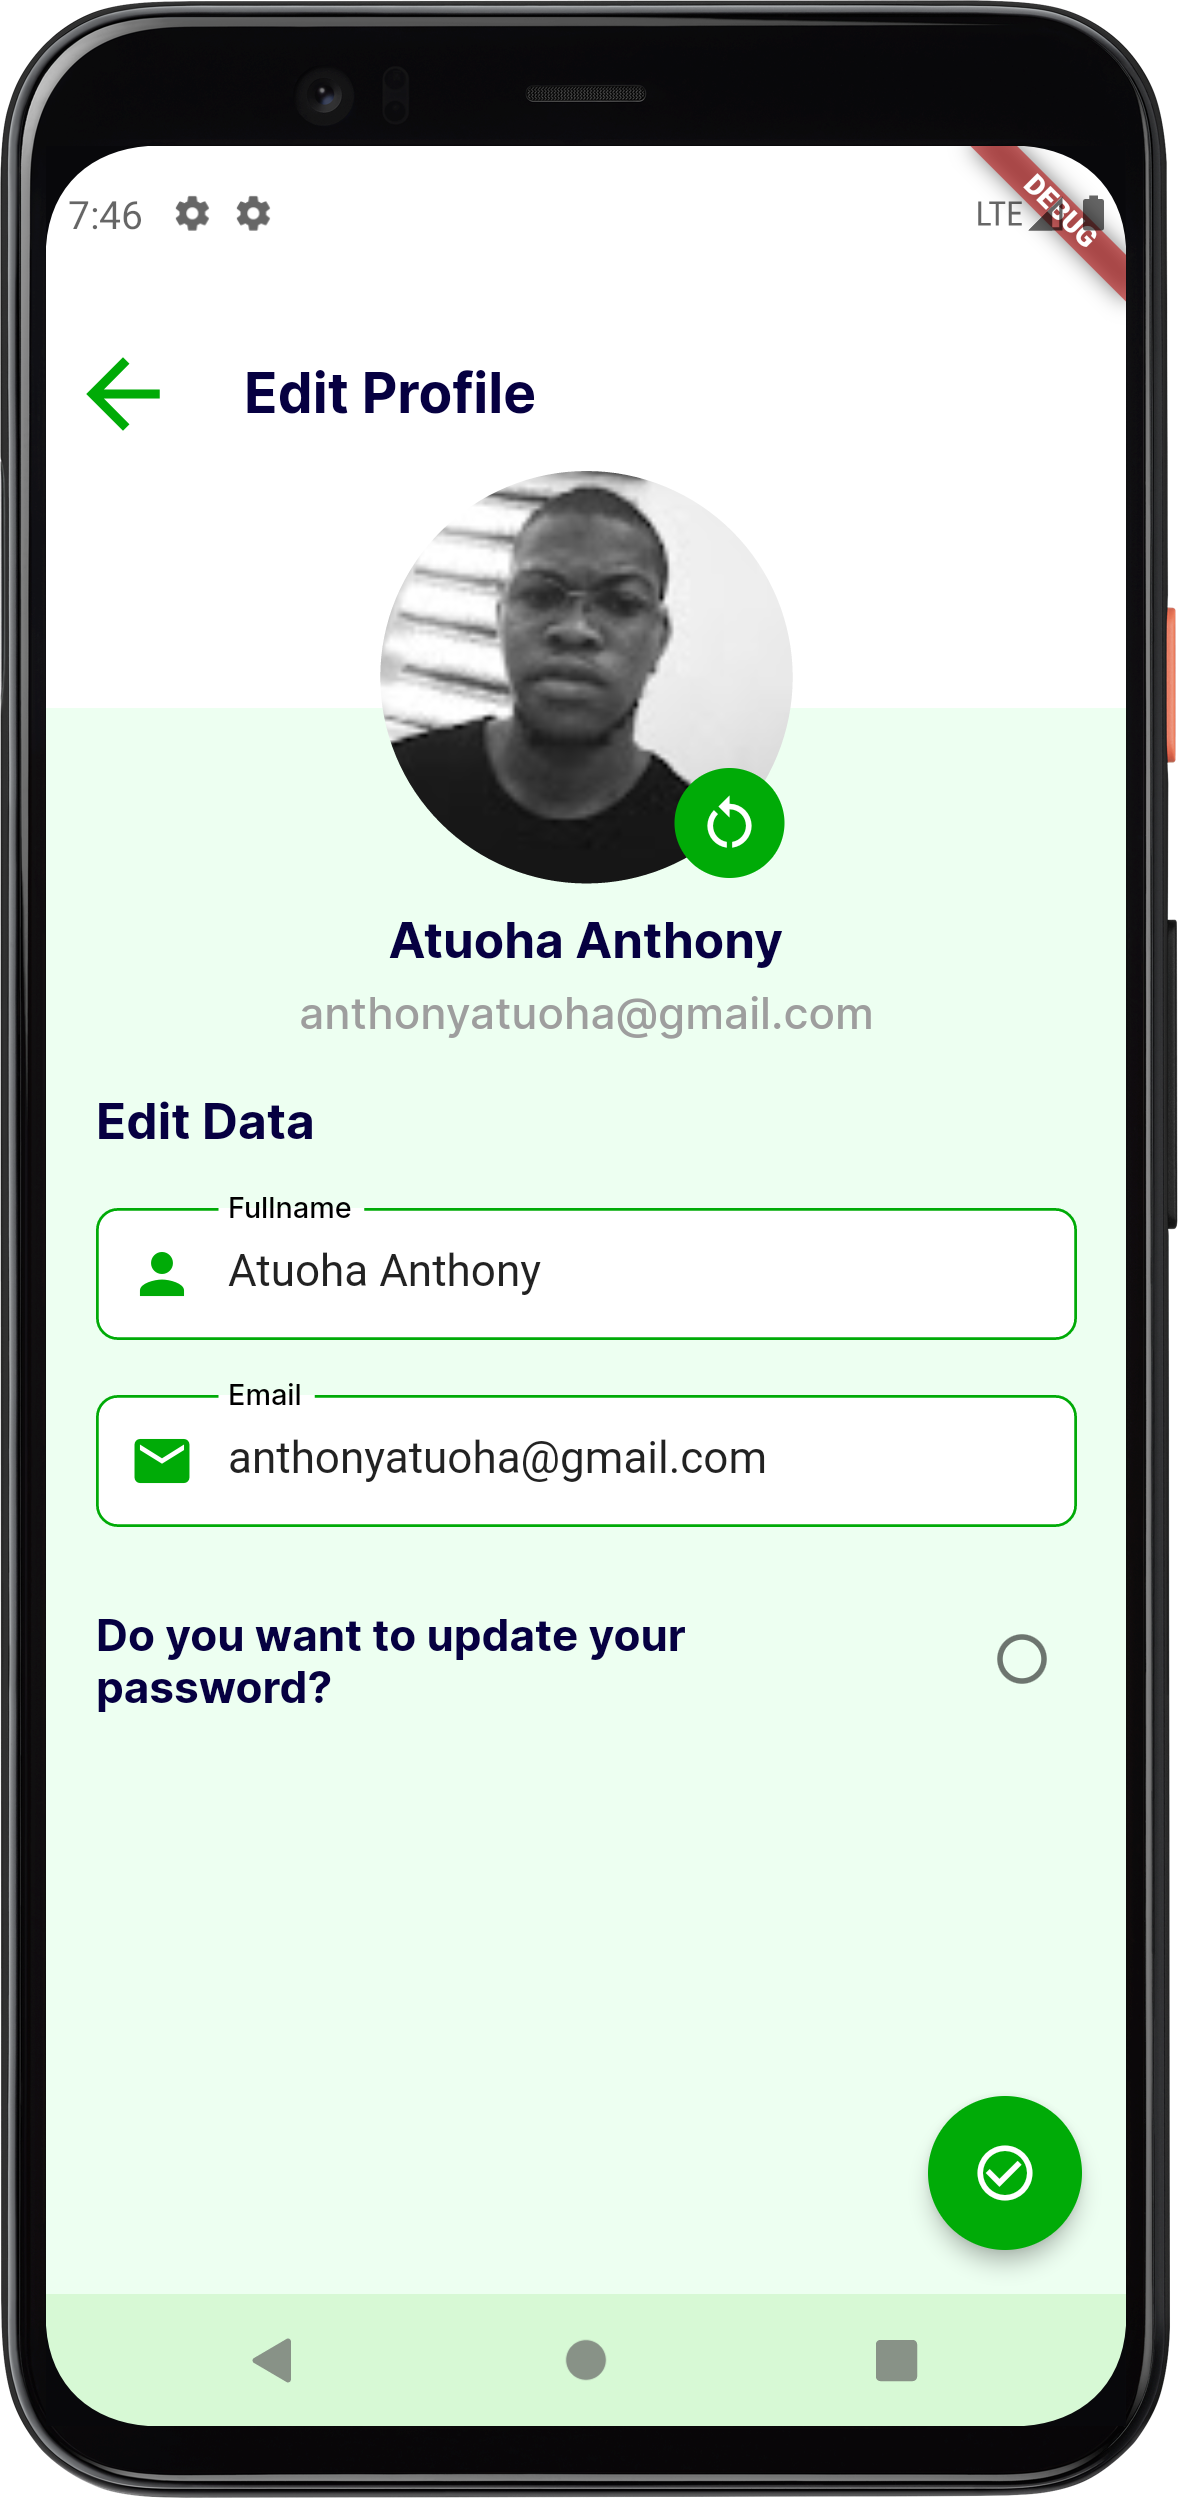 7:46
LTE
DEBUG
Edit Profile
Atuoha Anthony
anthonyatuoha@gmail.com
Edit Data
Fullname
Atuoha Anthony
Email
anthonyatuoha@gmail.com
Do you want to update your
password?